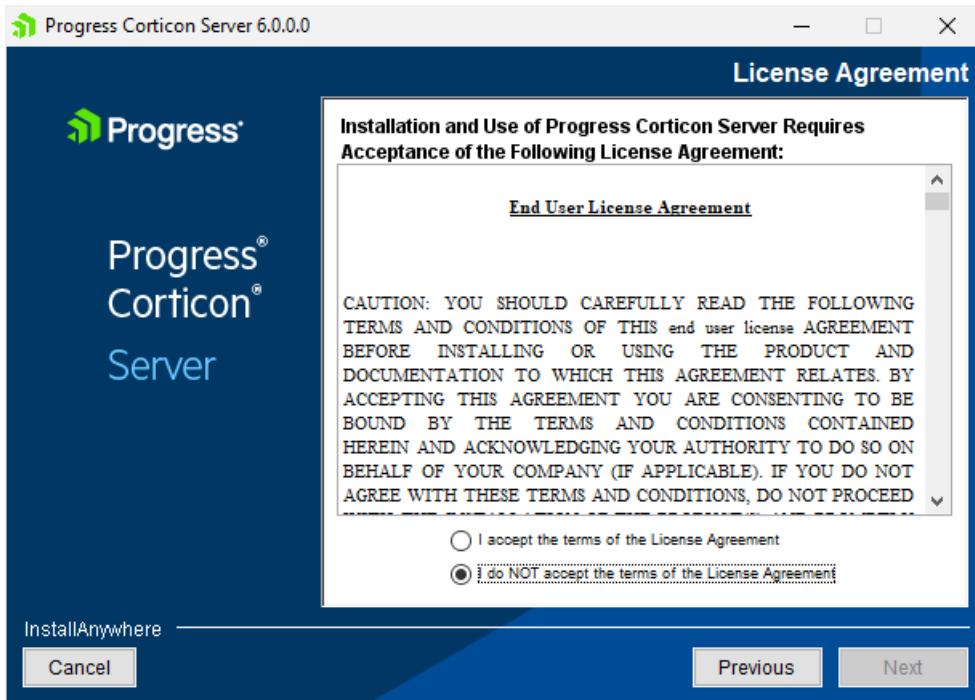 Progress Corticon Server 6.0.0.0
License Agreement
Progress
Progress®
Corticon®
Server
Installation and Use of Progress Corticon Server Requires
Acceptance of the Following License Agreement:
End User License Agreement
CAUTION: YOU SHOULD CAREFULLY READ THE FOLLOWING
TERMS AND CONDITIONS OF THIS end user license AGREEMENT
BEFORE INSTALLING OR USING THE PRODUCT AND
DOCUMENTATION TO WHICH THIS AGREEMENT RELATES. BY
ACCEPTING THIS AGREEMENT YOU ARE CONSENTING TO BE
BOUND BY THE TERMS AND CONDITIONS CONTAINED
HEREIN AND ACKNOWLEDGING YOUR AUTHORITY TO DO SO ON
BEHALF OF YOUR COMPANY (IF APPLICABLE). IF YOU DO NOT
AGREE WITH THESE TERMS AND CONDITIONS, DO NOT PROCEED
I accept the terms of the License Agreement
I do NOT accept the terms of the License Agreement
InstallAnywhere
Cancel
Previous
Next